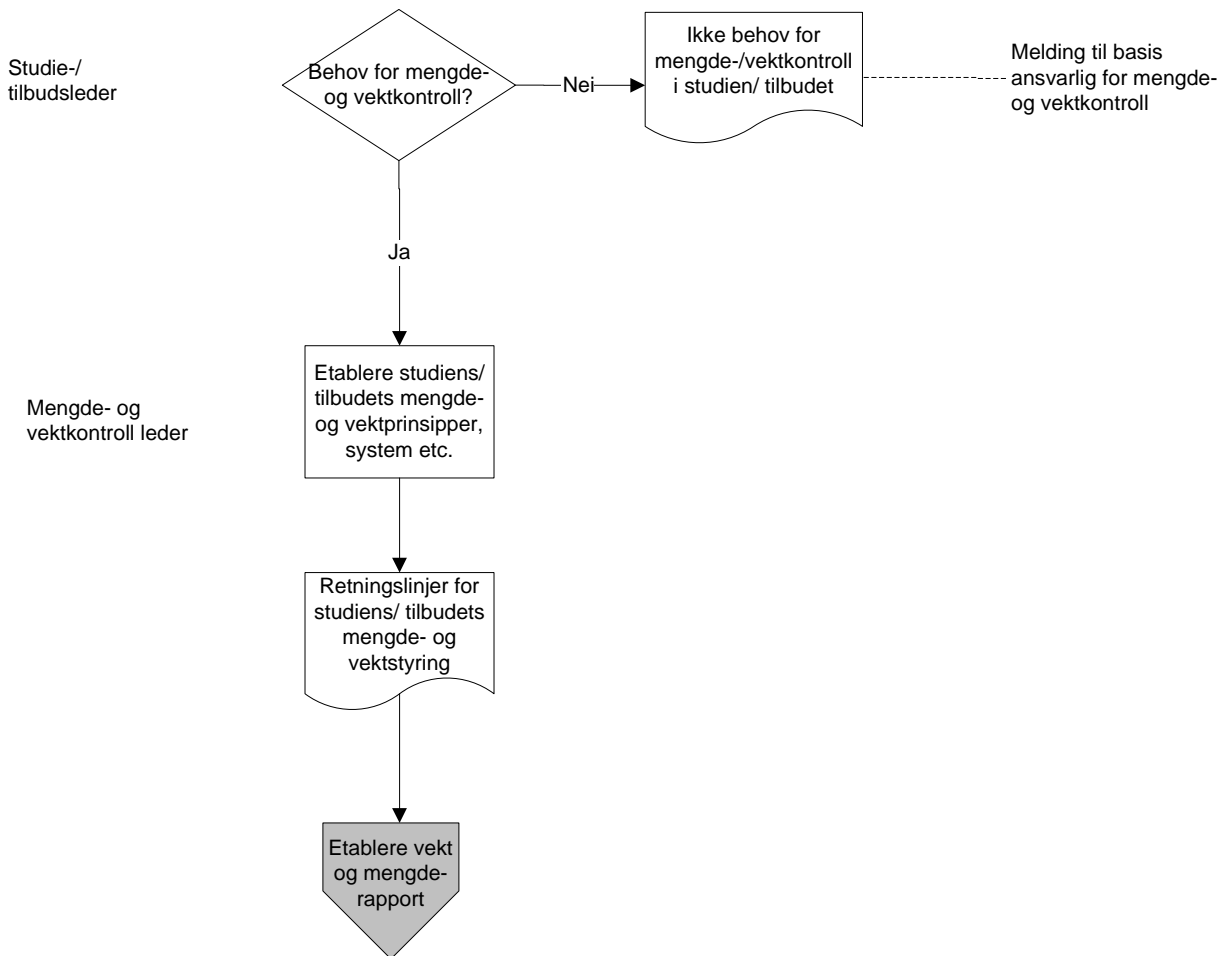 Studie-/
tilbudsleder
Behov for mengde-
og vektkontroll?
Nei
Ikke behov for
mengde-/vektkontroll
i studien/ tilbudet
Melding til basis
ansvarlig for mengde-
og vektkontroll
Ja
Mengde- og
vektkontroll leder
Etablere studiens/
tilbudets mengde-
og vektprinsipper,
system etc.
Retningslinjer for
studiens/ tilbudets
mengde- og
vektstyring
Etablere vekt
og mengde-
rapport